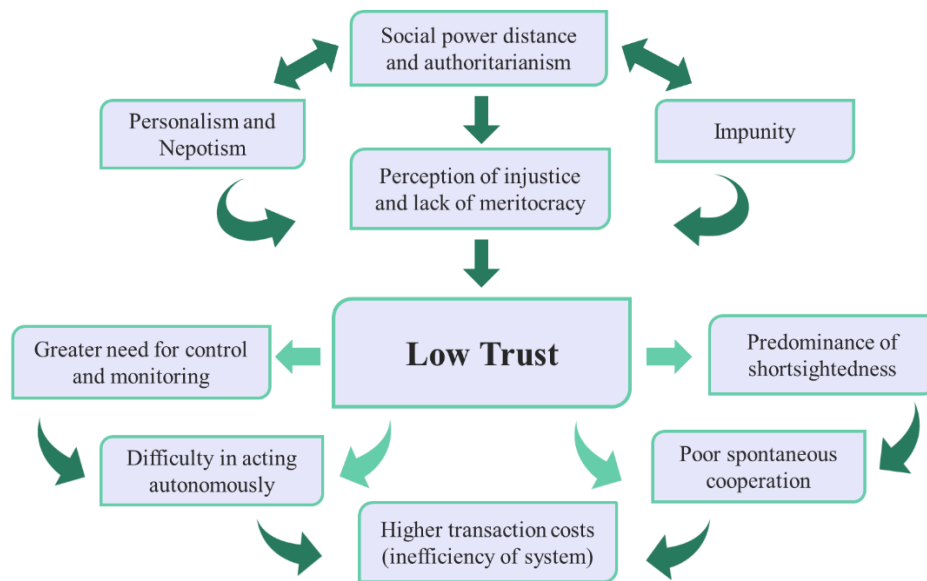 Social power distance
and authoritarianism
Personalism and
Nepotism
Impunity
Perception of injustice
and lack of meritocracy
Low Trust
Greater need for control
and monitoring
Predominance of
shortsightedness
Difficulty in acting
autonomously
Poor spontaneous
cooperation
Higher transaction costs
(inefficiency of system)